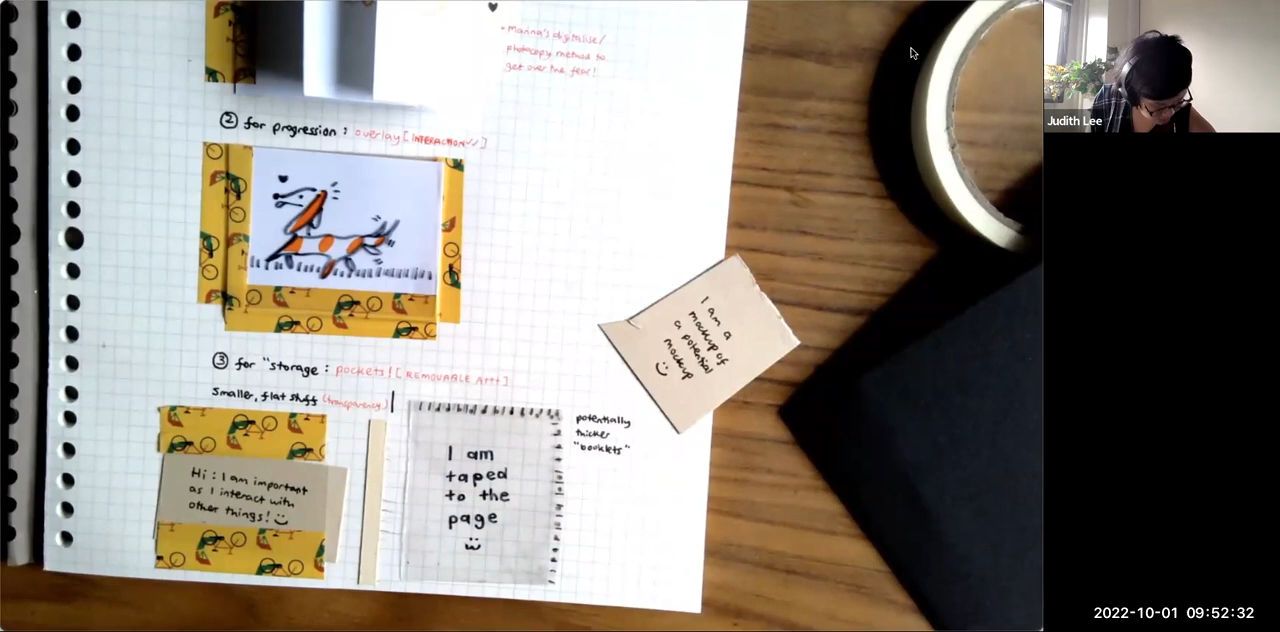 - Marina's digitalise/
photocopy method to
get over the fear!
② for progression : overlay [INTERACTION✓✓]
③ for "storage : pockets! [REMOVABLE ART!]
Smaller, flat stuff (transparency)
Hi : I am important
as I interact with
other things! :)
I am
taped
to the
page
potentially
thicker
"booklets"
I am a
mockup of
a potential
mockup
Judith Lee
2022-10-01 09:52:32